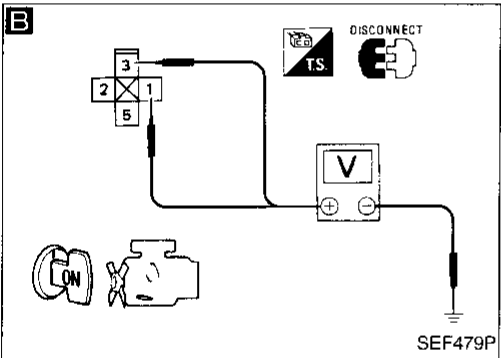 B
DISCONNECT
T.S.
3
2 1
5
V
⊕ ⊖
ON
SEF479P